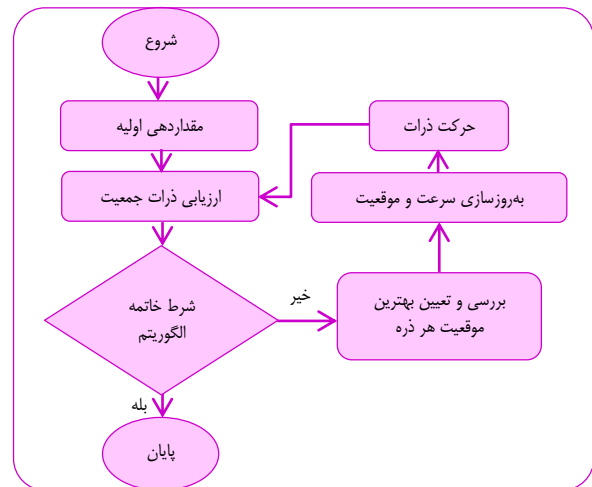 شروع
مقداردهی اولیه
ارزیابی ذرات جمعیت
شرط خاتمه
الگوریتم
خیر
بله
پایان
بررسی و تعیین بهترین
موقعیت هر ذره
به‌روزسازی سرعت و موقعیت
حرکت ذرات